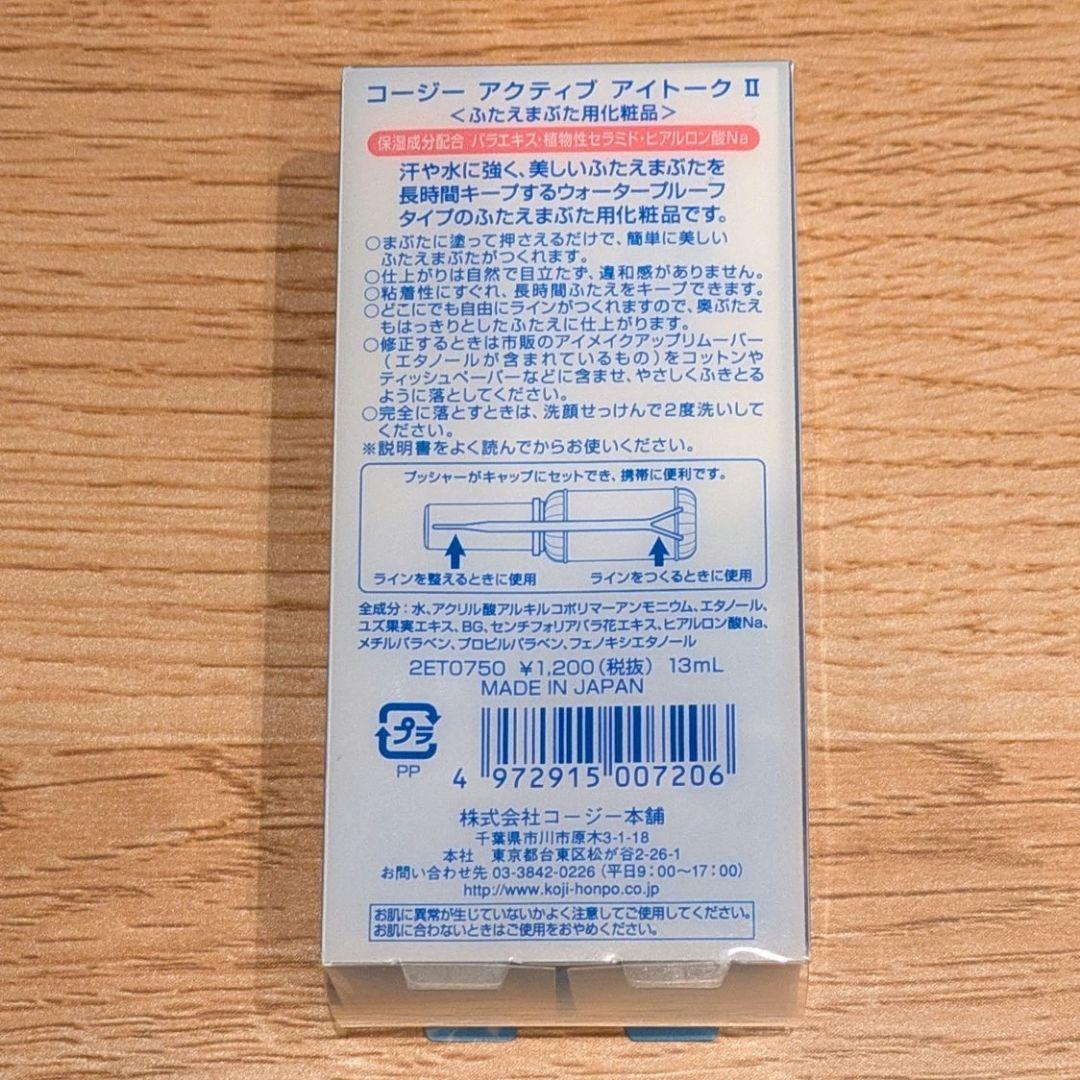 コージー アクティブ アイトーク Ⅱ
＜ふたえまぶた用化粧品＞
保湿成分配合 バラエキス・植物性セラミド・ヒアルロン酸Na
汗や水に強く、美しいふたえまぶたを
長時間キープするウォータープルーフ
タイプのふたえまぶた用化粧品です。
○まぶたに塗って押さえるだけで、簡単に美しい
ふたえまぶたがつくれます。
○仕上がりは自然で目立たず、違和感がありません。
○粘着性にすぐれ、長時間ふたえをキープできます。
○どこにでも自由にラインがつくれますので、奥ぶたえ
もはっきりとしたふたえに仕上がります。
○修正するときは市販のアイメイクアップリムーバー
（エタノールが含まれているもの）をコットンや
ティッシュペーパーなどに含ませ、やさしくふきとる
ように落としてください。
○完全に落とすときは、洗顔せっけんで2度洗いして
ください。
※説明書をよく読んでからお使いください。
プッシャーがキャップにセットでき、携帯に便利です。
ラインを整えるときに使用 ラインをつくるときに使用
全成分：水、アクリル酸アルキルコポリマーアンモニウム、エタノール、
ユズ果実エキス、BG、センチフォリアバラ花エキス、ヒアルロン酸Na、
メチルパラベン、プロピルパラベン、フェノキシエタノール
2ET0750 ¥1,200（税抜） 13mL
MADE IN JAPAN
プラ
PP
4 972915 007206
株式会社コージー本舗
千葉県市川市原木3-1-18
本社 東京都台東区松が谷2-26-1
お問い合わせ先 03-3842-0226（平日9：00～17：00）
http://www.koji-honpo.co.jp
お肌に異常が生じていないかよく注意してご使用してください。
お肌に合わないときはご使用をおやめください。